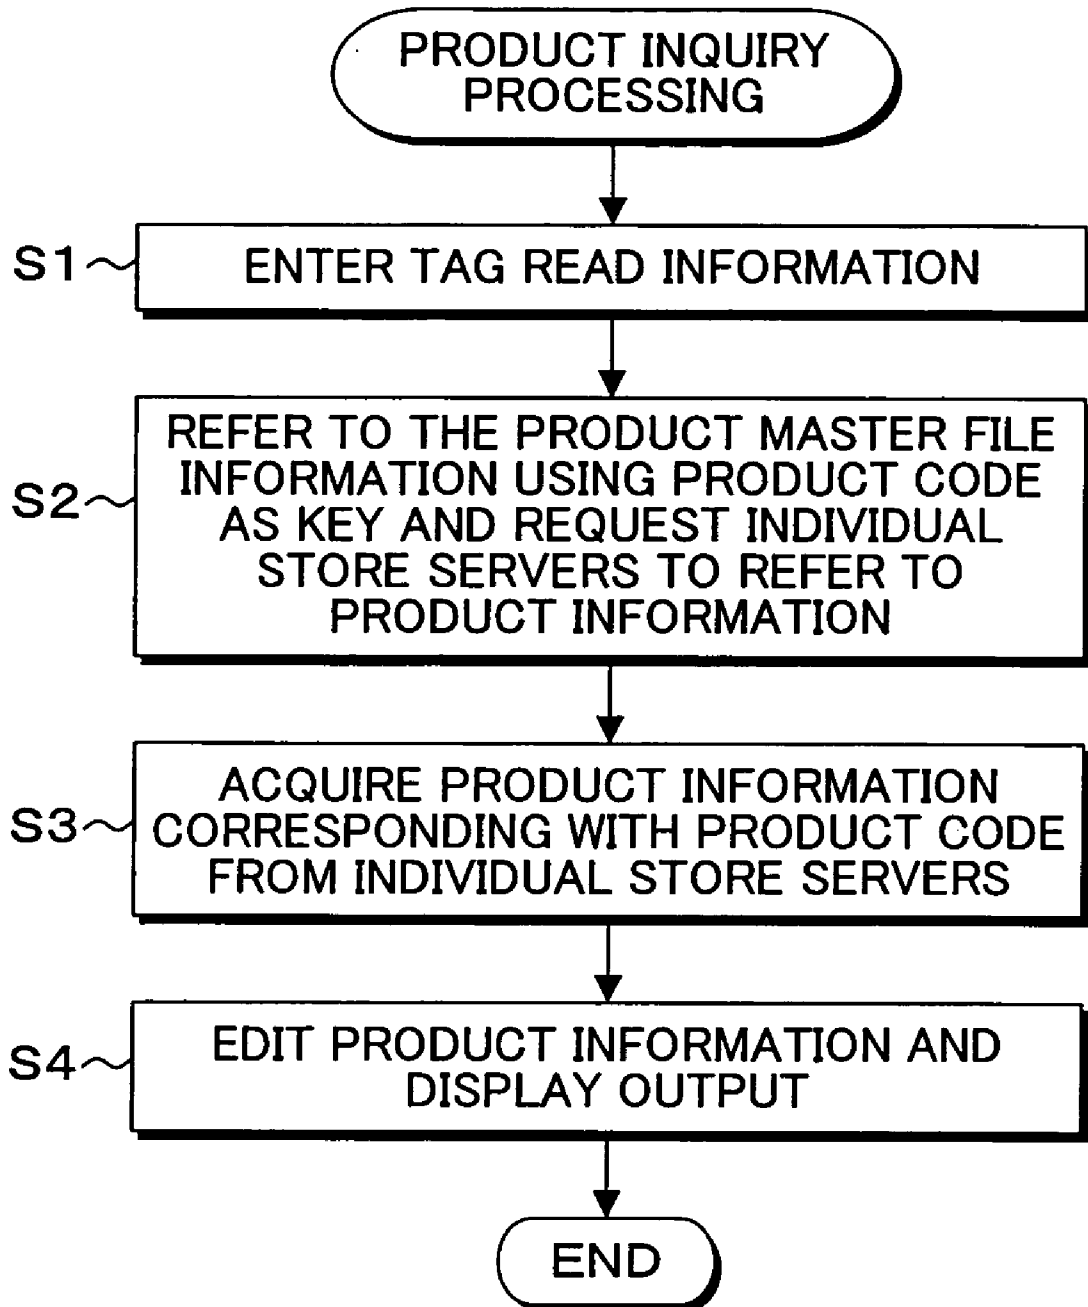 PRODUCT INQUIRY
PROCESSING
S1
ENTER TAG READ INFORMATION
S2
REFER TO THE PRODUCT MASTER FILE
INFORMATION USING PRODUCT CODE
AS KEY AND REQUEST INDIVIDUAL
STORE SERVERS TO REFER TO
PRODUCT INFORMATION
S3
ACQUIRE PRODUCT INFORMATION
CORRESPONDING WITH PRODUCT CODE
FROM INDIVIDUAL STORE SERVERS
S4
EDIT PRODUCT INFORMATION AND
DISPLAY OUTPUT
END